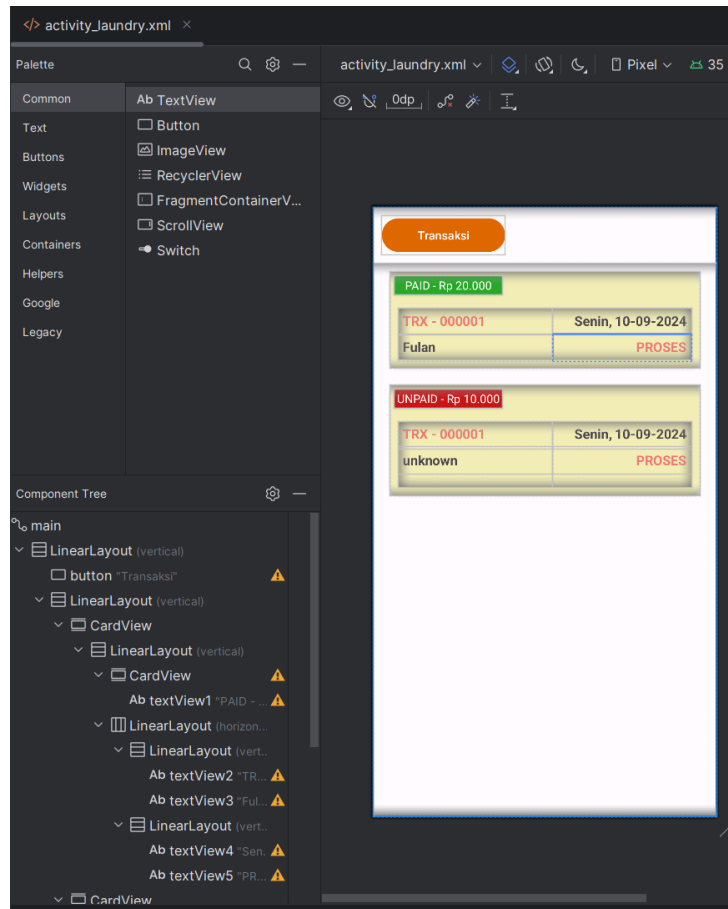 </> activity_laundry.xml ×
Palette
activity_laundry.xml
Pixel
35
Common
Text
Buttons
Widgets
Layouts
Containers
Helpers
Google
Legacy
Ab TextView
Button
ImageView
RecyclerView
FragmentContainerV...
ScrollView
Switch
0dp
Transaksi
PAID - Rp 20.000
TRX - 000001 Senin, 10-09-2024
Fulan PROSES
UNPAID - Rp 10.000
TRX - 000001 Senin, 10-09-2024
unknown PROSES
Component Tree
main
LinearLayout (vertical)
button "Transaksi"
LinearLayout (vertical)
CardView
LinearLayout (vertical)
CardView
Ab textView1 "PAID - ...
LinearLayout (horizon...
LinearLayout (vert..
Ab textView2 "TR...
Ab textView3 "Ful...
LinearLayout (vert..
Ab textView4 "Sen.
Ab textView5 "PR...
CardView